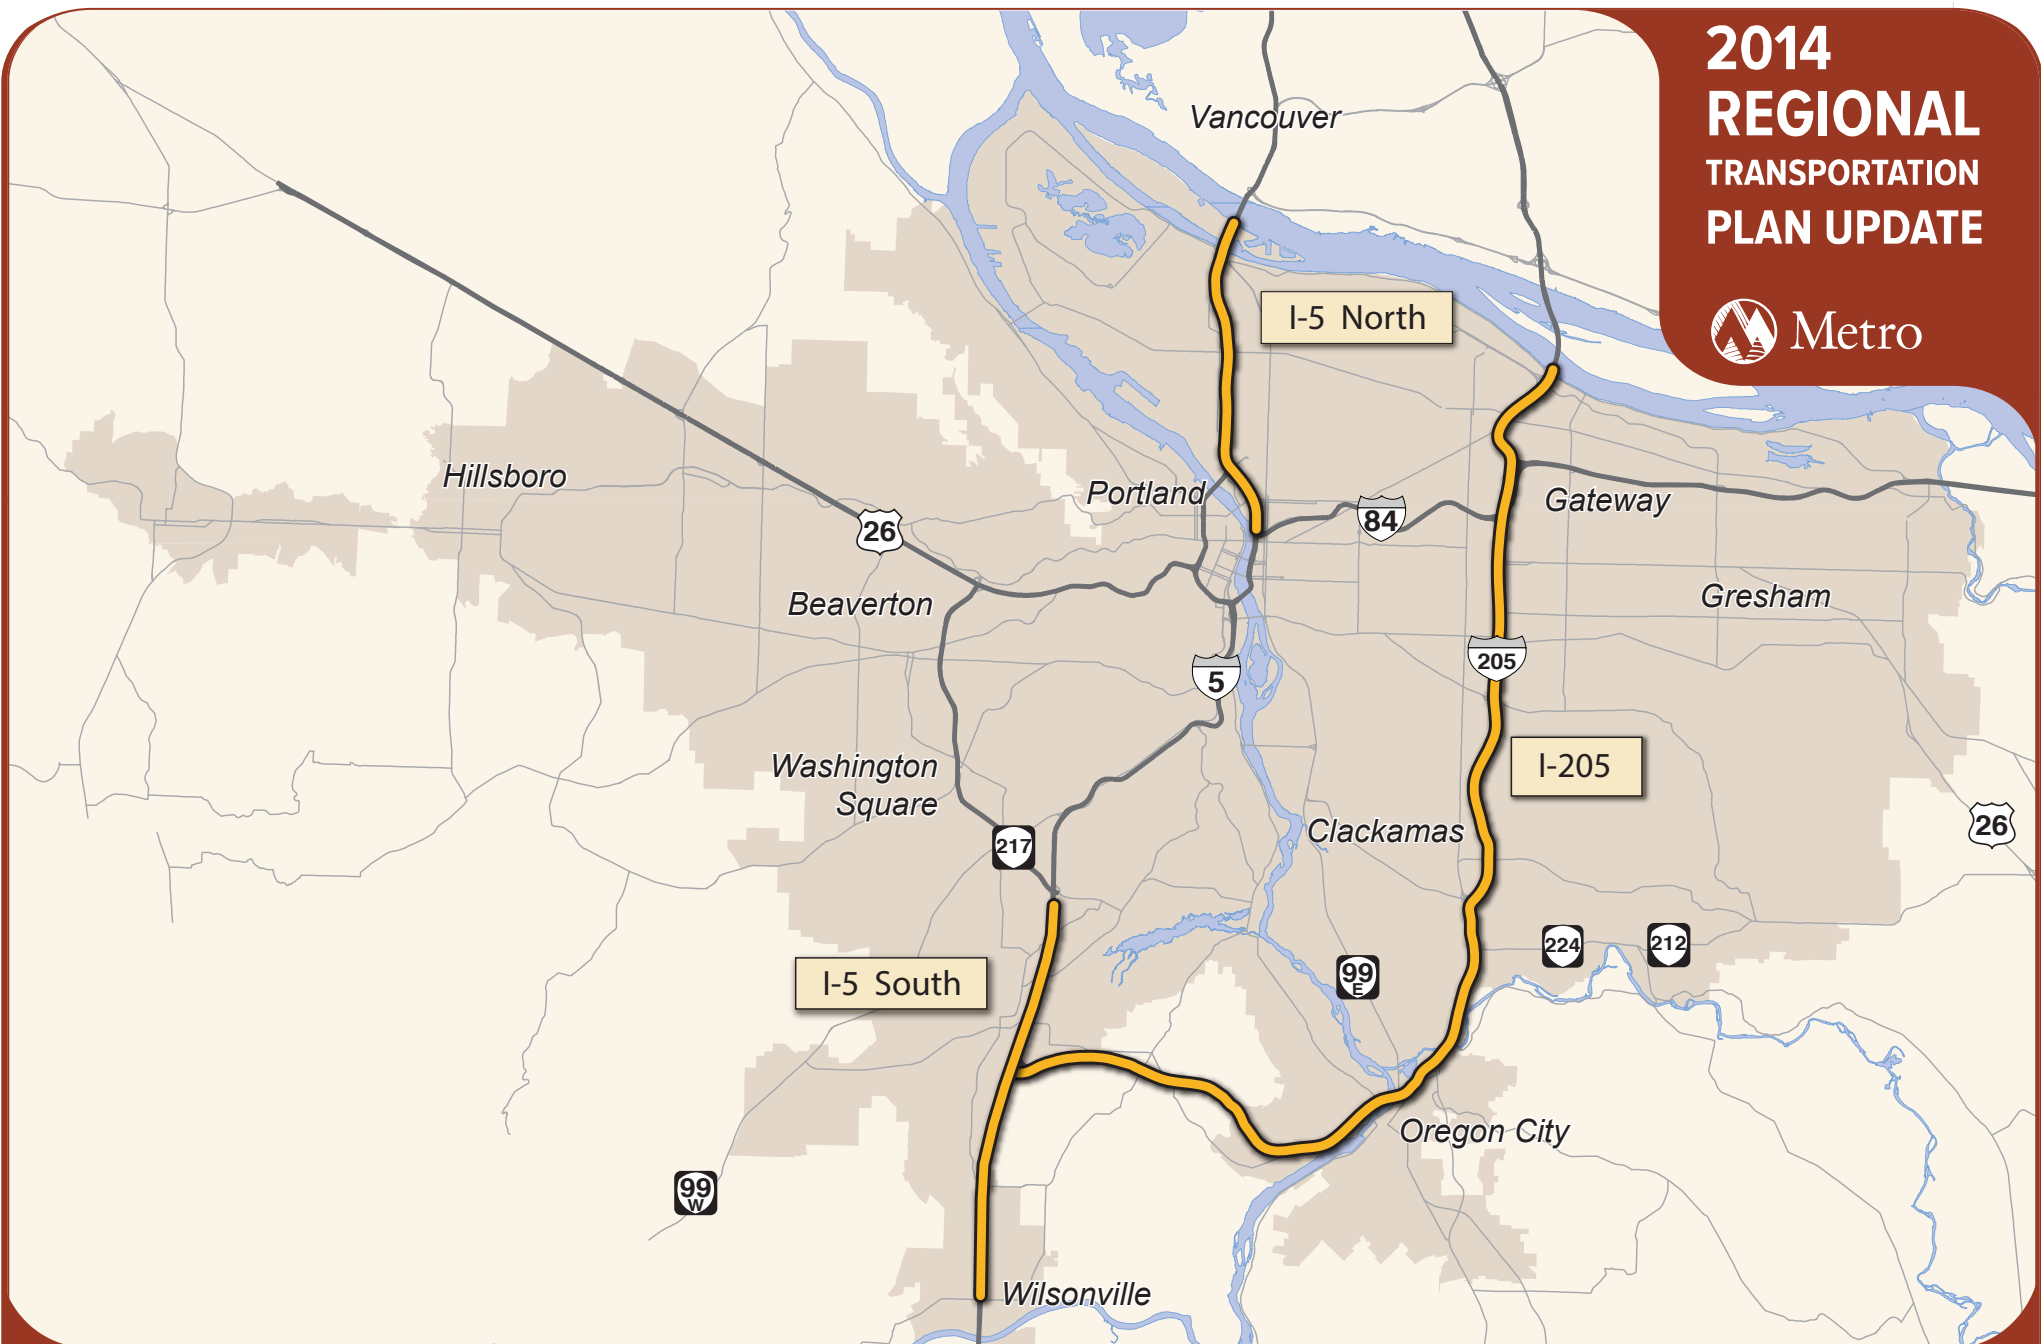 2014
REGIONAL
TRANSPORTATION
PLAN UPDATE
Metro
Vancouver
I-5 North
Hillsboro
Portland
Gateway
26
84
Beaverton
Gresham
205
5
Washington
Square
I-205
217
Clackamas
26
224
212
I-5 South
99
E
Oregon City
99
W
Wilsonville